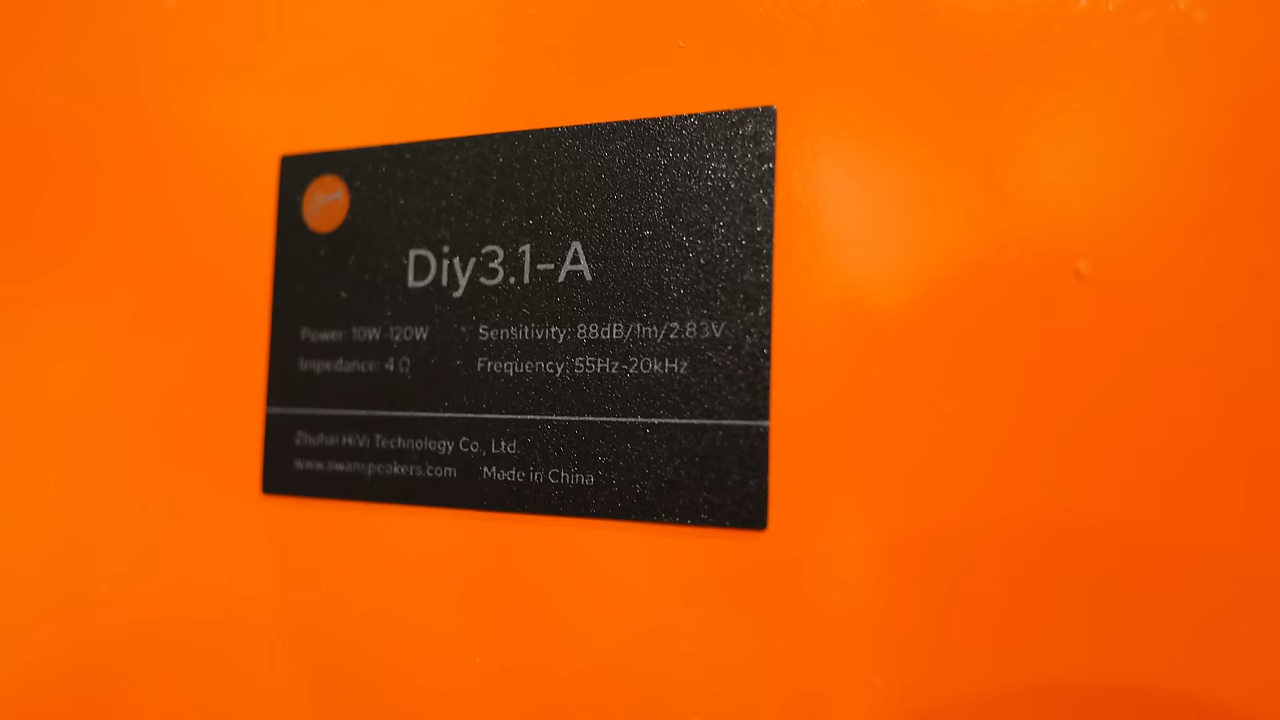 Diy3.1-A
Power: 10W-120W Sensitivity: 88dB/1m/2.83V
Impedance: 4 Ω Frequency: 55Hz-20kHz
Zhuhai HiVi Technology Co., Ltd.
www.swanspeakers.com Made in China